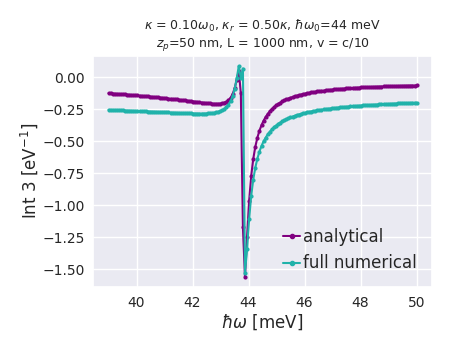 κ = 0.10ω₀, κᵣ = 0.50κ, ħω₀=44 meV
zₚ=50 nm, L = 1000 nm, v = c/10
0.00
−0.25
−0.50
−0.75
−1.00
−1.25
−1.50
Int 3 [eV⁻¹]
analytical
full numerical
40 42 44 46 48 50
ħω [meV]